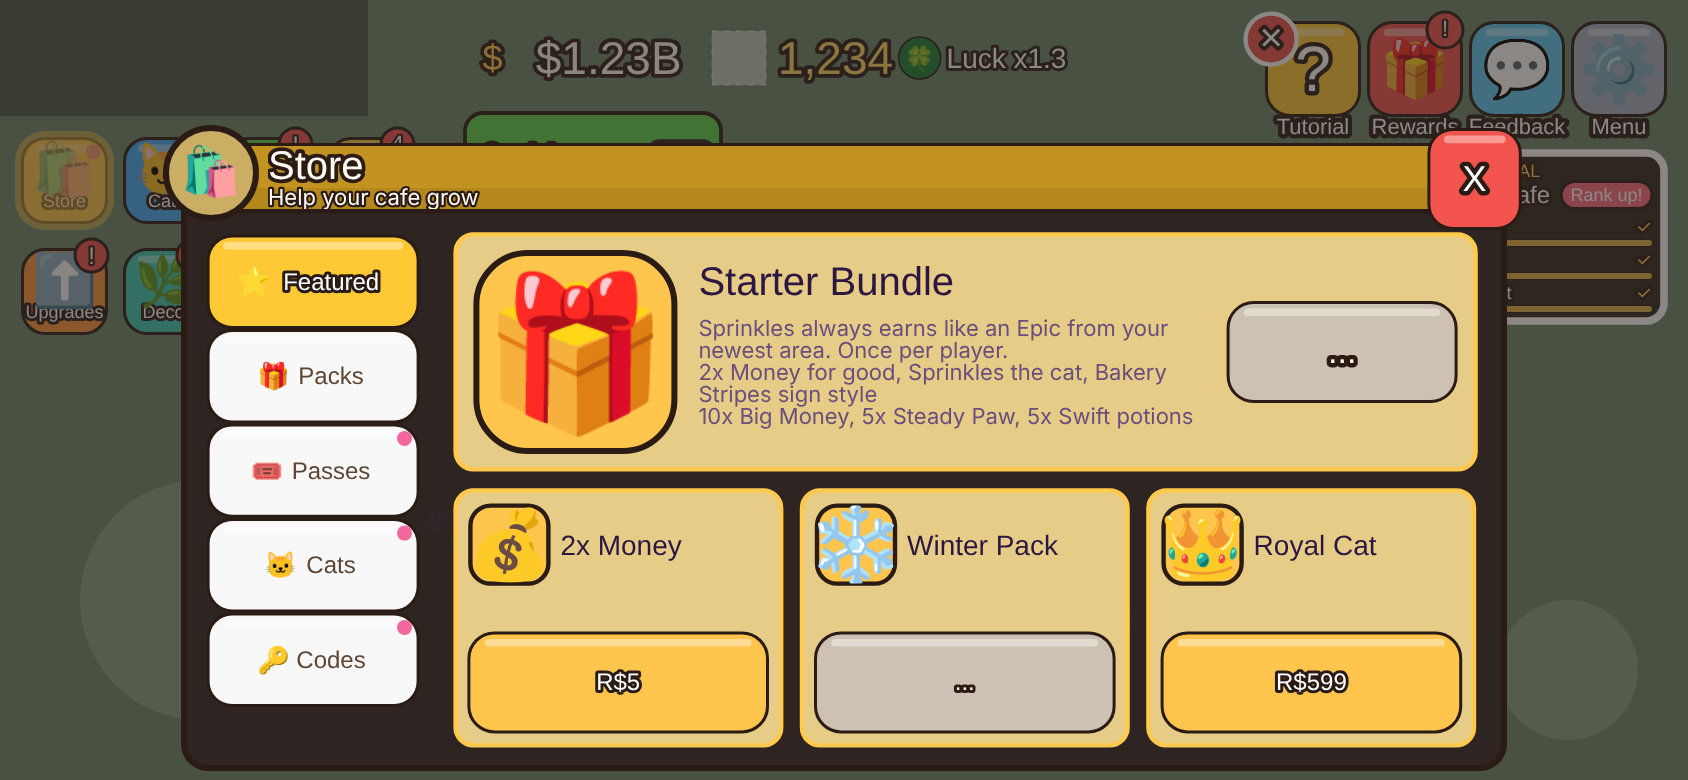 $ $1.23B 1,234 Luck x1.3
?
!
Tutorial Rewards Feedback Menu
! 4
Store
Help your cafe grow
X
Store
Rank up!
!
Upgrades
Featured
Packs
Passes
Cats
Codes
Starter Bundle
Sprinkles always earns like an Epic from your
newest area. Once per player.
2x Money for good, Sprinkles the cat, Bakery
Stripes sign style
10x Big Money, 5x Steady Paw, 5x Swift potions
...
2x Money
R$5
Winter Pack
...
Royal Cat
R$599